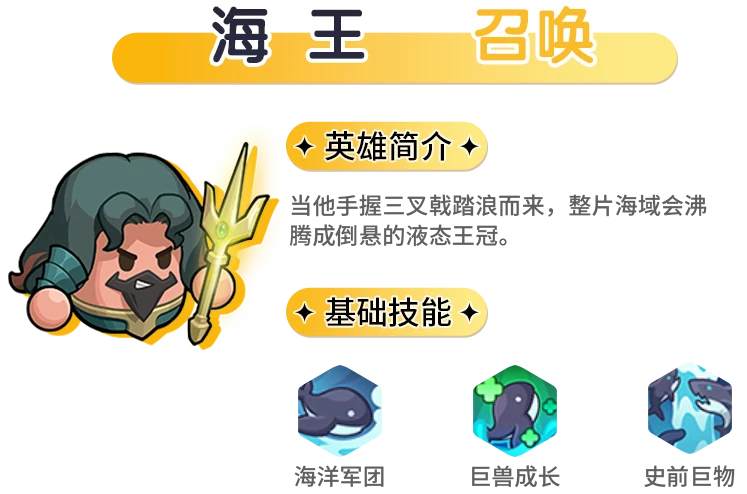 海王 召唤
英雄简介
当他手握三叉戟踏浪而来，整片海域会沸
腾成倒悬的液态王冠。
基础技能
海洋军团 巨兽成长 史前巨物